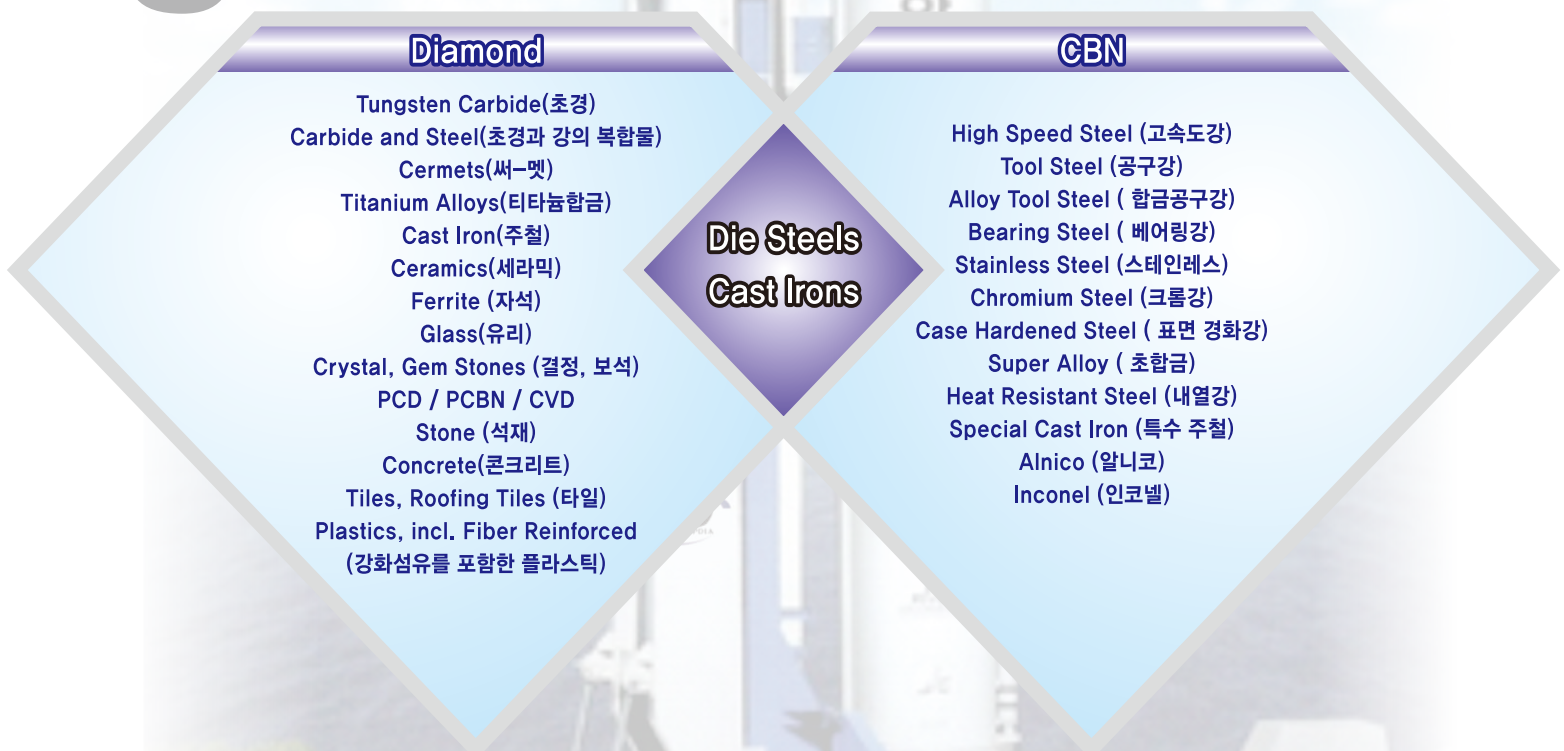 Diamond
Tungsten Carbide(초경)
Carbide and Steel(초경과 강의 복합물)
Cermets(써-멧)
Titanium Alloys(티타늄합금)
Cast Iron(주철)
Ceramics(세라믹)
Ferrite (자석)
Glass(유리)
Crystal, Gem Stones (결정, 보석)
PCD / PCBN / CVD
Stone (석재)
Concrete(콘크리트)
Tiles, Roofing Tiles (타일)
Plastics, incl. Fiber Reinforced
(강화섬유를 포함한 플라스틱)
Die Steels
Cast Irons
CBN
High Speed Steel (고속도강)
Tool Steel (공구강)
Alloy Tool Steel ( 합금공구강)
Bearing Steel ( 베어링강)
Stainless Steel (스테인레스)
Chromium Steel (크롬강)
Case Hardened Steel ( 표면 경화강)
Super Alloy ( 초합금)
Heat Resistant Steel (내열강)
Special Cast Iron (특수 주철)
Alnico (알니코)
Inconel (인코넬)